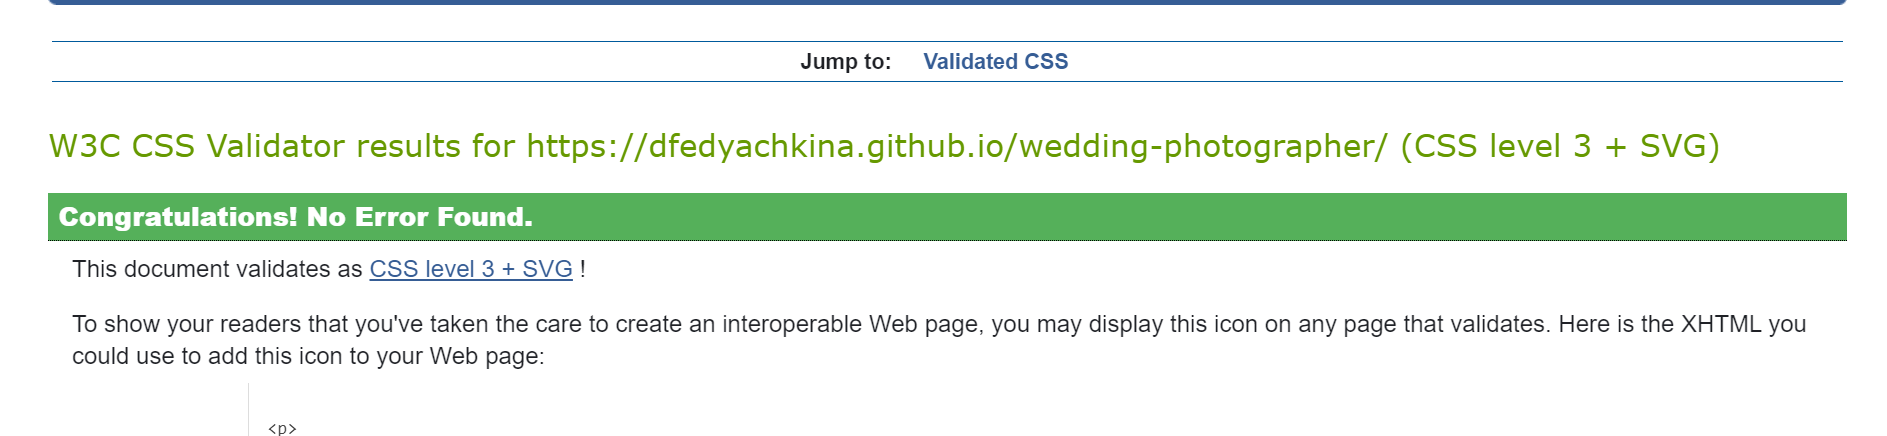 Jump to: Validated CSS
W3C CSS Validator results for https://dfedyachkina.github.io/wedding-photographer/ (CSS level 3 + SVG)
Congratulations! No Error Found.
This document validates as CSS level 3 + SVG !
To show your readers that you've taken the care to create an interoperable Web page, you may display this icon on any page that validates. Here is the XHTML you
could use to add this icon to your Web page:
<p>